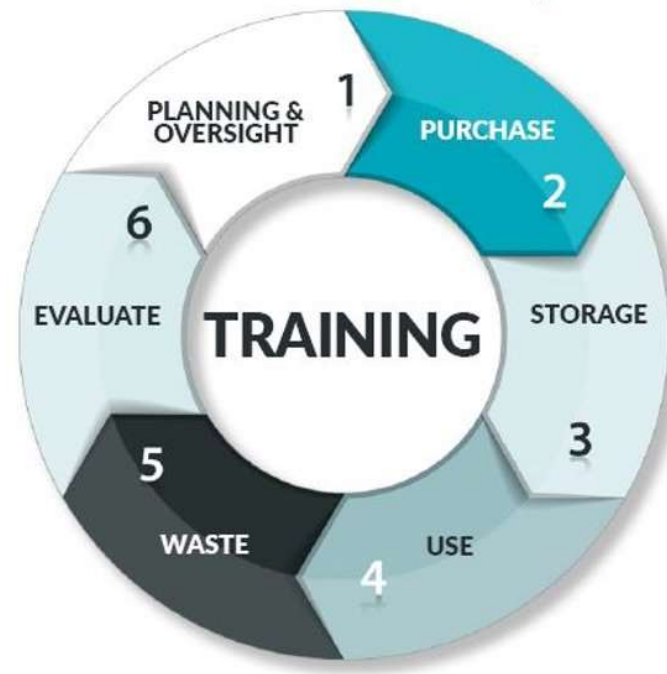 1
PLANNING &
OVERSIGHT
PURCHASE
2
STORAGE
3
USE
4
5
WASTE
6
EVALUATE
TRAINING